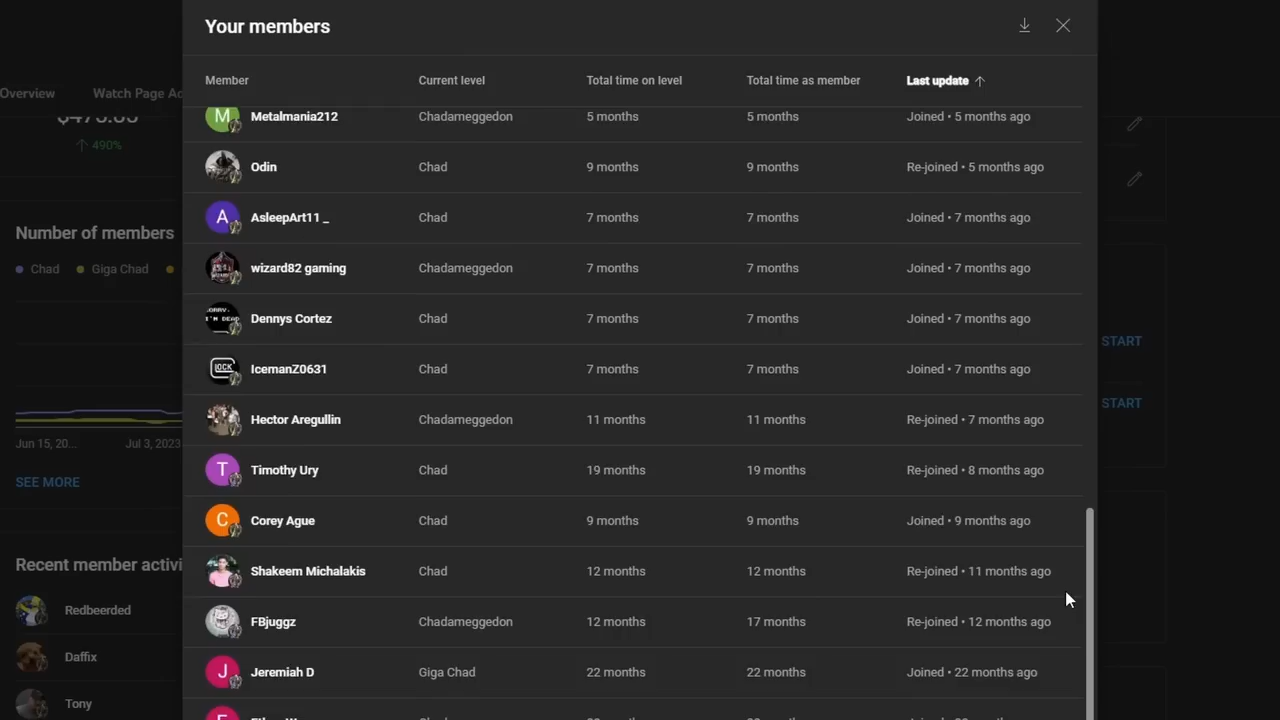 Your members
Member Current level Total time on level Total time as member Last update
Metalmania212 Chadameggedon 5 months 5 months Joined • 5 months ago
Odin Chad 9 months 9 months Re-joined • 5 months ago
AsleepArt11 _ Chad 7 months 7 months Joined • 7 months ago
wizard82 gaming Chadameggedon 7 months 7 months Joined • 7 months ago
Dennys Cortez Chad 7 months 7 months Joined • 7 months ago
IcemanZ0631 Chad 7 months 7 months Joined • 7 months ago
Hector Aregullin Chadameggedon 11 months 11 months Re-joined • 7 months ago
Timothy Ury Chad 19 months 19 months Re-joined • 8 months ago
Corey Ague Chad 9 months 9 months Joined • 9 months ago
Shakeem Michalakis Chad 12 months 12 months Re-joined • 11 months ago
FBjuggz Chadameggedon 12 months 17 months Re-joined • 12 months ago
Jeremiah D Giga Chad 22 months 22 months Joined • 22 months ago
Overview Watch Page
490%
Number of members
Chad Giga Chad
Jun 15, 20... Jul 3, 2023
SEE MORE
Recent member activi
Redbeerded
Daffix
Tony
START
START
M
A
T
C
J